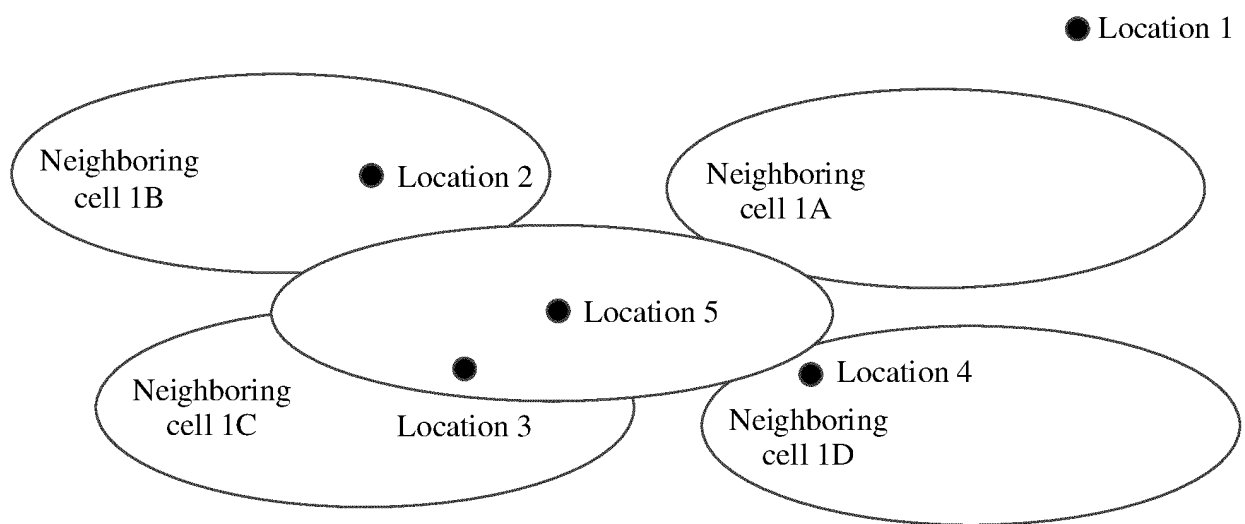 Location 1
Neighboring
cell 1B
Location 2
Neighboring
cell 1A
Location 5
Neighboring
cell 1C
Location 3
Location 4
Neighboring
cell 1D